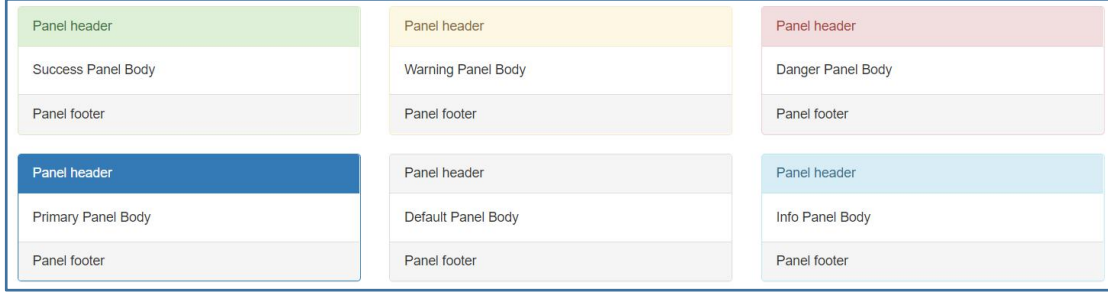 Panel header
Success Panel Body
Panel footer
Panel header
Warning Panel Body
Panel footer
Panel header
Danger Panel Body
Panel footer
Panel header
Primary Panel Body
Panel footer
Panel header
Default Panel Body
Panel footer
Panel header
Info Panel Body
Panel footer